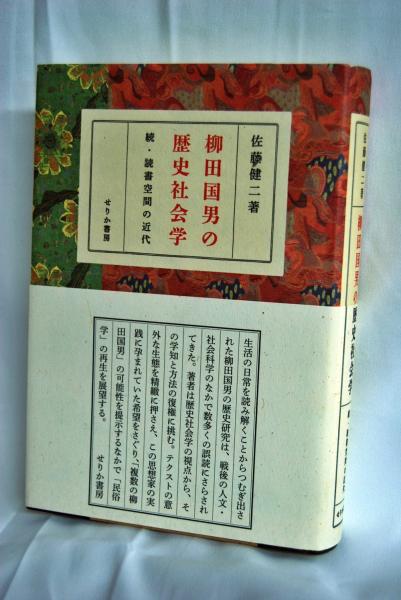 佐藤健二著
柳田国男の
歴史社会学
続・読書空間の近代
せりか書房
生活の日常を読み解くことからつむぎ出さ
れた柳田国男の歴史研究は、戦後の人文・
社会科学のなかで数多くの誤読にさらされ
てきた。著者は歴史社会学の視点から、そ
の学知と方法の復権に挑む。テクストの意
外な生態を精緻に押さえ、この思想家の実
践に孕まれていた希望をさぐり、「複数の柳
田国男」の可能性を提示するなかで「民俗
学」の再生を展望する。
せりか書房
佐藤健二著
柳田国男の歴史社会学